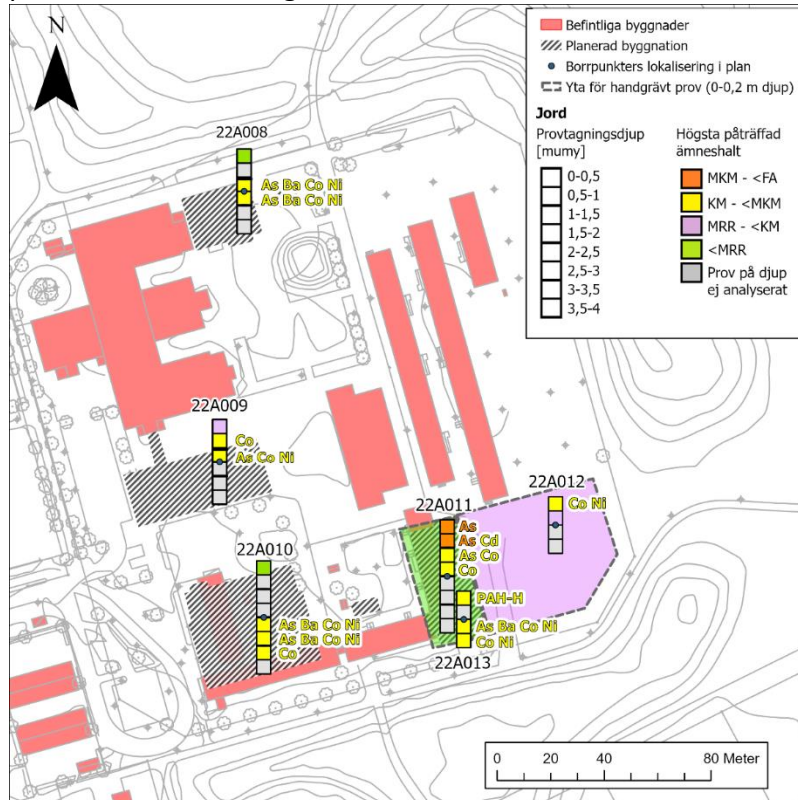 N
Befintliga byggnader
Planerad byggnation
Borrpunkters lokalisering i plan
Yta för handgrävt prov (0-0,2 m djup)
Jord
Provtagningsdjup
[mumy]
0-0,5
0,5-1
1-1,5
1,5-2
2-2,5
2,5-3
3-3,5
3,5-4
Högsta påträffad
ämneshalt
MKM - <FA
KM - <MKM
MRR - <KM
<MRR
Prov på djup
ej analyserat
22A008
As Ba Co Ni
As Ba Co Ni
22A009
Co
As Co Ni
22A012
Co Ni
22A011
As
As Cd
As Co
Co
22A010
As Ba Co Ni
As Ba Co Ni
Co
PAH-H
As Ba Co Ni
Co Ni
22A013
0 20 40 80 Meter